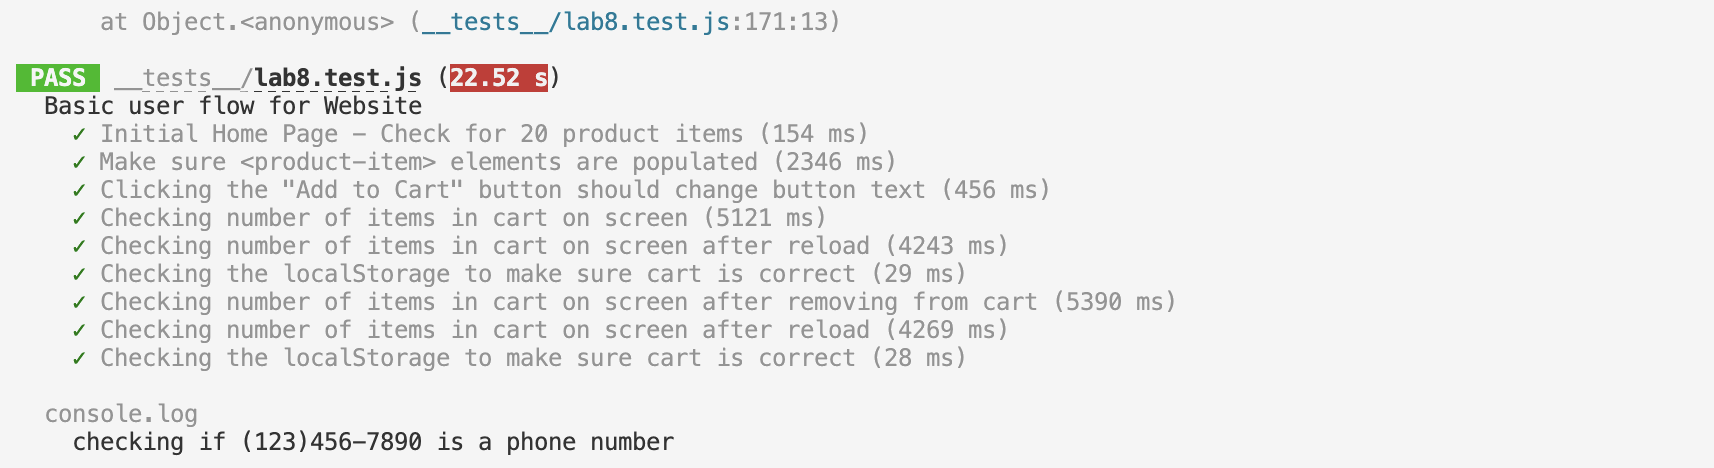 at Object.<anonymous> (__tests__/lab8.test.js:171:13)
PASS __tests__/lab8.test.js (22.52 s)
Basic user flow for Website
✓ Initial Home Page – Check for 20 product items (154 ms)
✓ Make sure <product-item> elements are populated (2346 ms)
✓ Clicking the "Add to Cart" button should change button text (456 ms)
✓ Checking number of items in cart on screen (5121 ms)
✓ Checking number of items in cart on screen after reload (4243 ms)
✓ Checking the localStorage to make sure cart is correct (29 ms)
✓ Checking number of items in cart on screen after removing from cart (5390 ms)
✓ Checking number of items in cart on screen after reload (4269 ms)
✓ Checking the localStorage to make sure cart is correct (28 ms)
console.log
checking if (123)456-7890 is a phone number